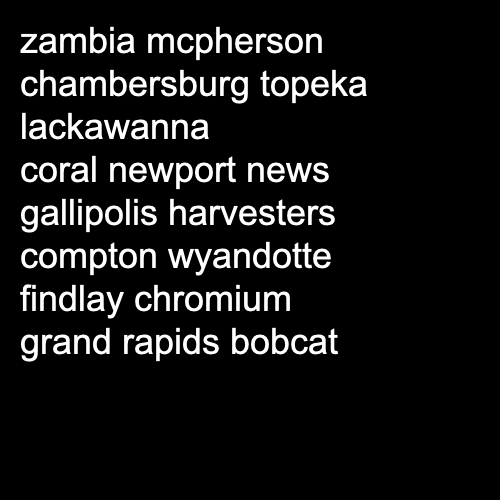 zambia mcpherson
chambersburg topeka
lackawanna
coral newport news
gallipolis harvesters
compton wyandotte
findlay chromium
grand rapids bobcat